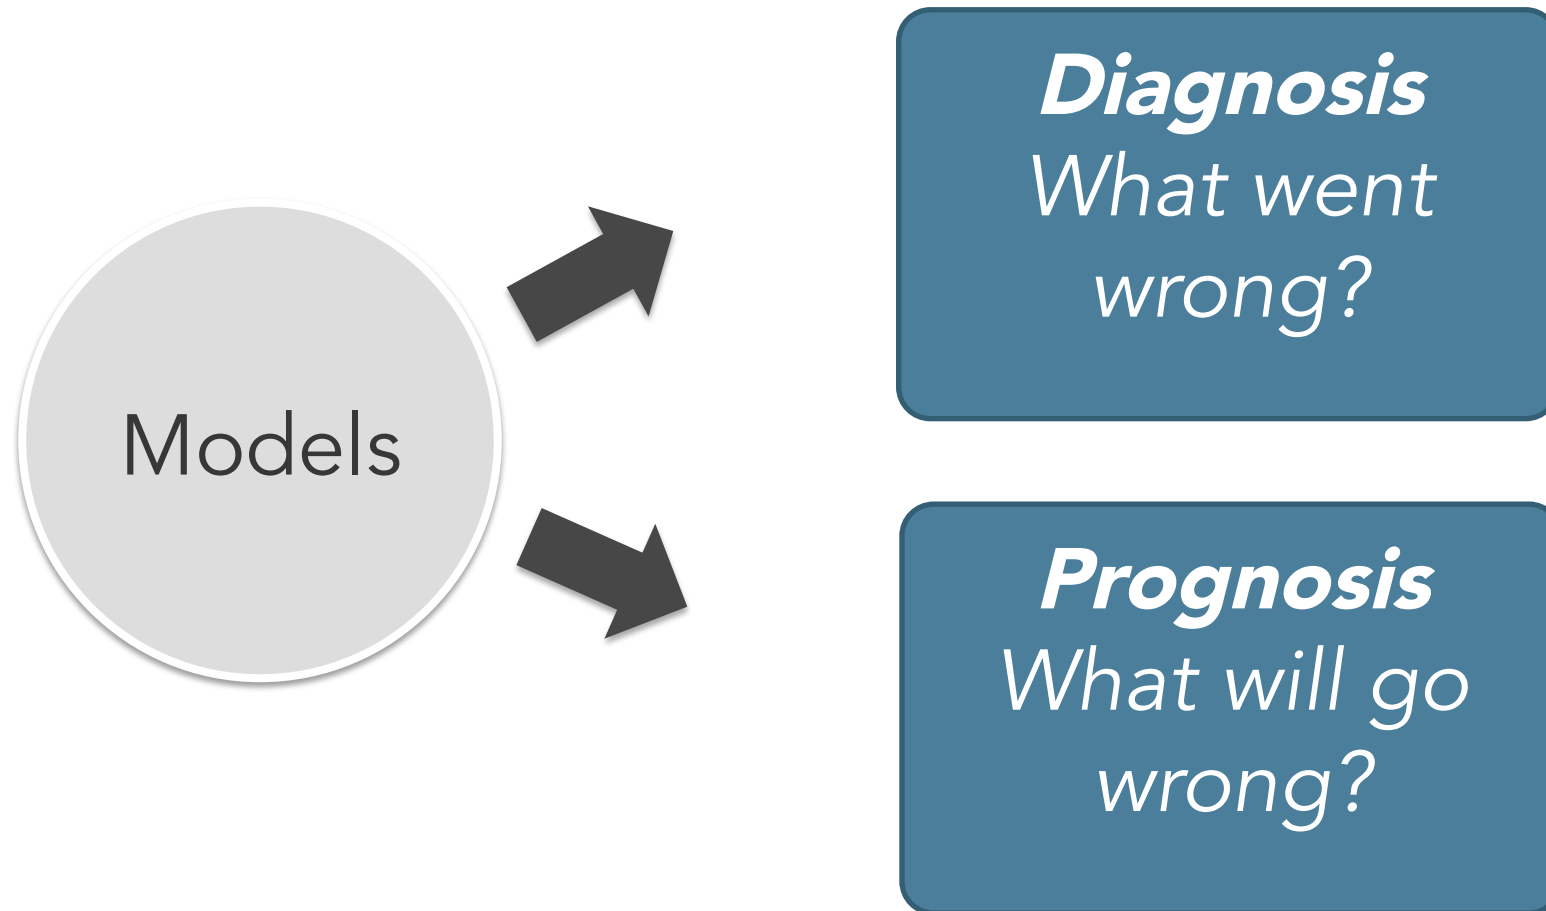 Models
Diagnosis
What went
wrong?
Prognosis
What will go
wrong?